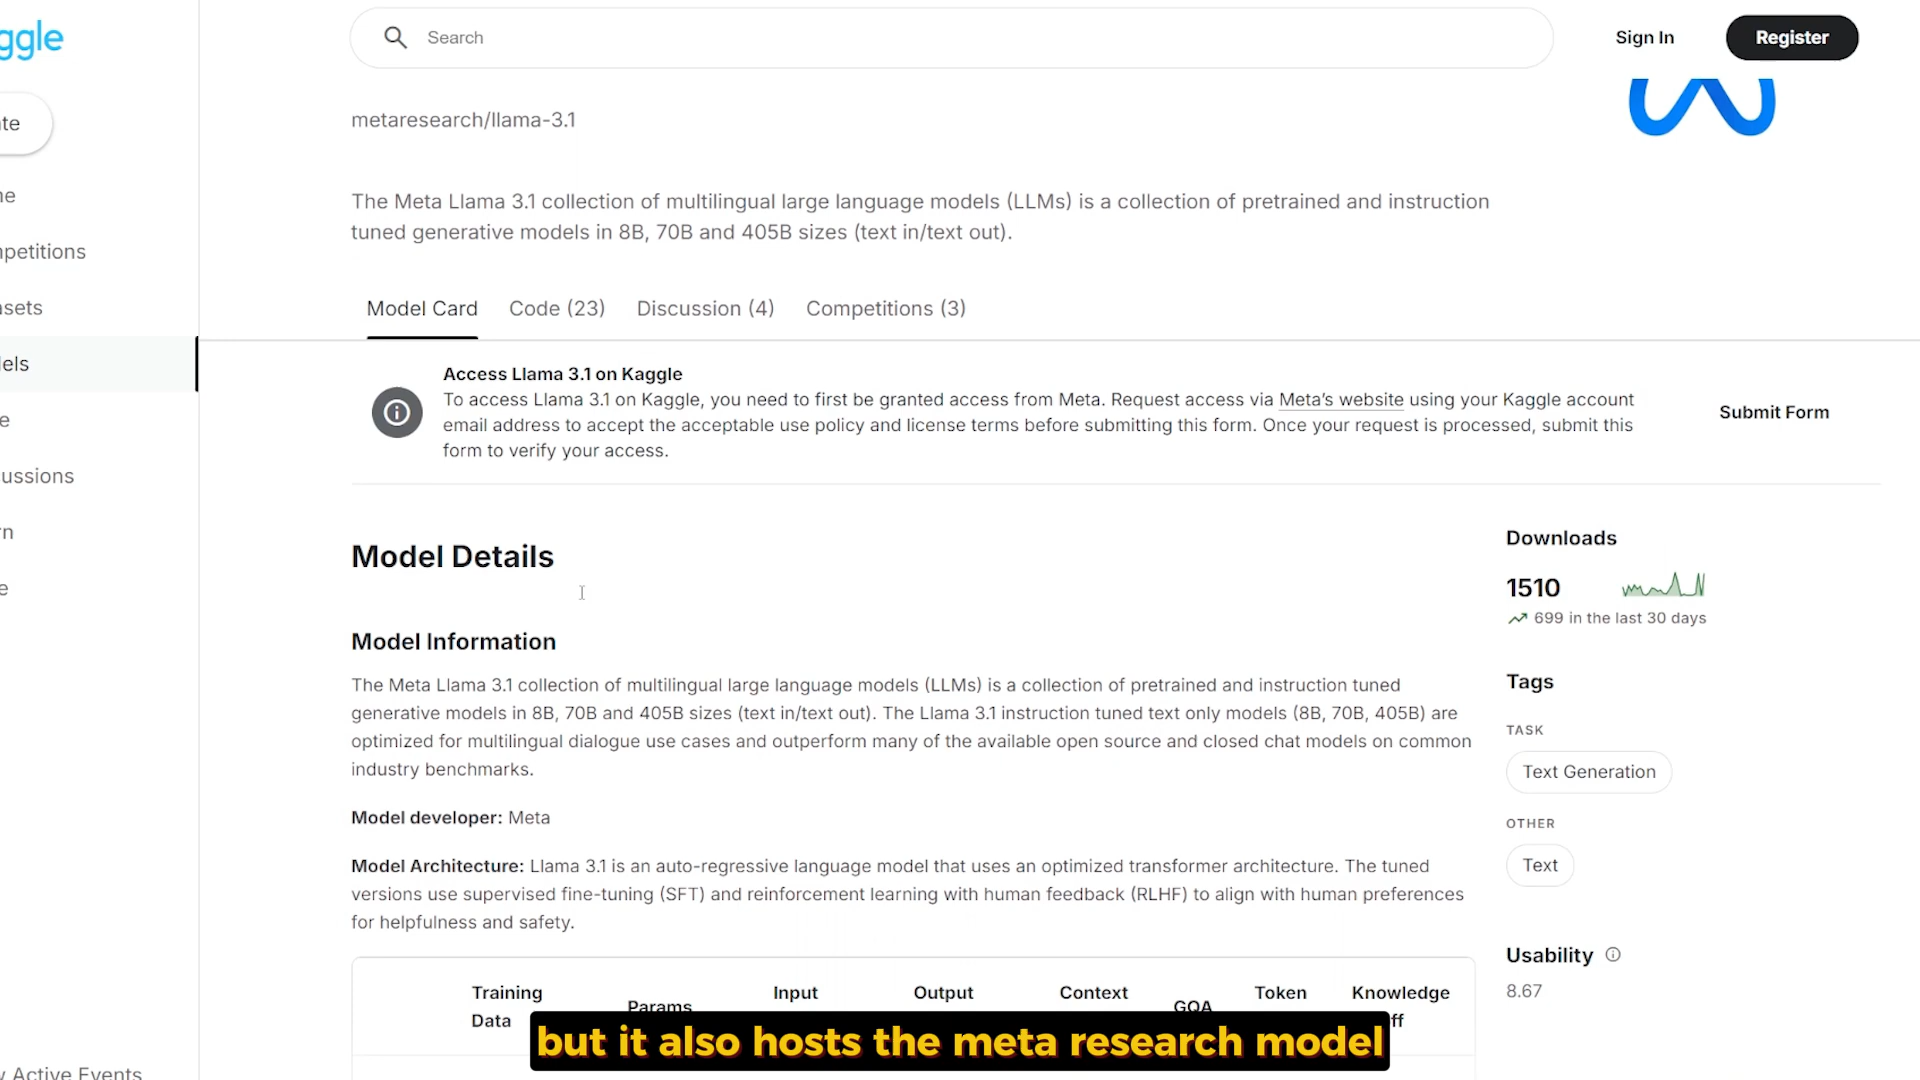 ggle
Search
Sign In
Register
te
metaresearch/llama-3.1
ne
The Meta Llama 3.1 collection of multilingual large language models (LLMs) is a collection of pretrained and instruction
tuned generative models in 8B, 70B and 405B sizes (text in/text out).
npetitions
asets
Model Card
Code (23)
Discussion (4)
Competitions (3)
lels
Access Llama 3.1 on Kaggle
To access Llama 3.1 on Kaggle, you need to first be granted access from Meta. Request access via Meta's website using your Kaggle account
email address to accept the acceptable use policy and license terms before submitting this form. Once your request is processed, submit this
form to verify your access.
Submit Form
e
ussions
rn
e
Model Details
Model Information
The Meta Llama 3.1 collection of multilingual large language models (LLMs) is a collection of pretrained and instruction tuned
generative models in 8B, 70B and 405B sizes (text in/text out). The Llama 3.1 instruction tuned text only models (8B, 70B, 405B) are
optimized for multilingual dialogue use cases and outperform many of the available open source and closed chat models on common
industry benchmarks.
Model developer: Meta
Model Architecture: Llama 3.1 is an auto-regressive language model that uses an optimized transformer architecture. The tuned
versions use supervised fine-tuning (SFT) and reinforcement learning with human feedback (RLHF) to align with human preferences
for helpfulness and safety.
Downloads
1510
699 in the last 30 days
Tags
TASK
Text Generation
OTHER
Text
Usability
8.67
Training
Data
Params
Input
Output
Context
GQA
Token
Knowledge
ff
but it also hosts the meta research model
w Active Events